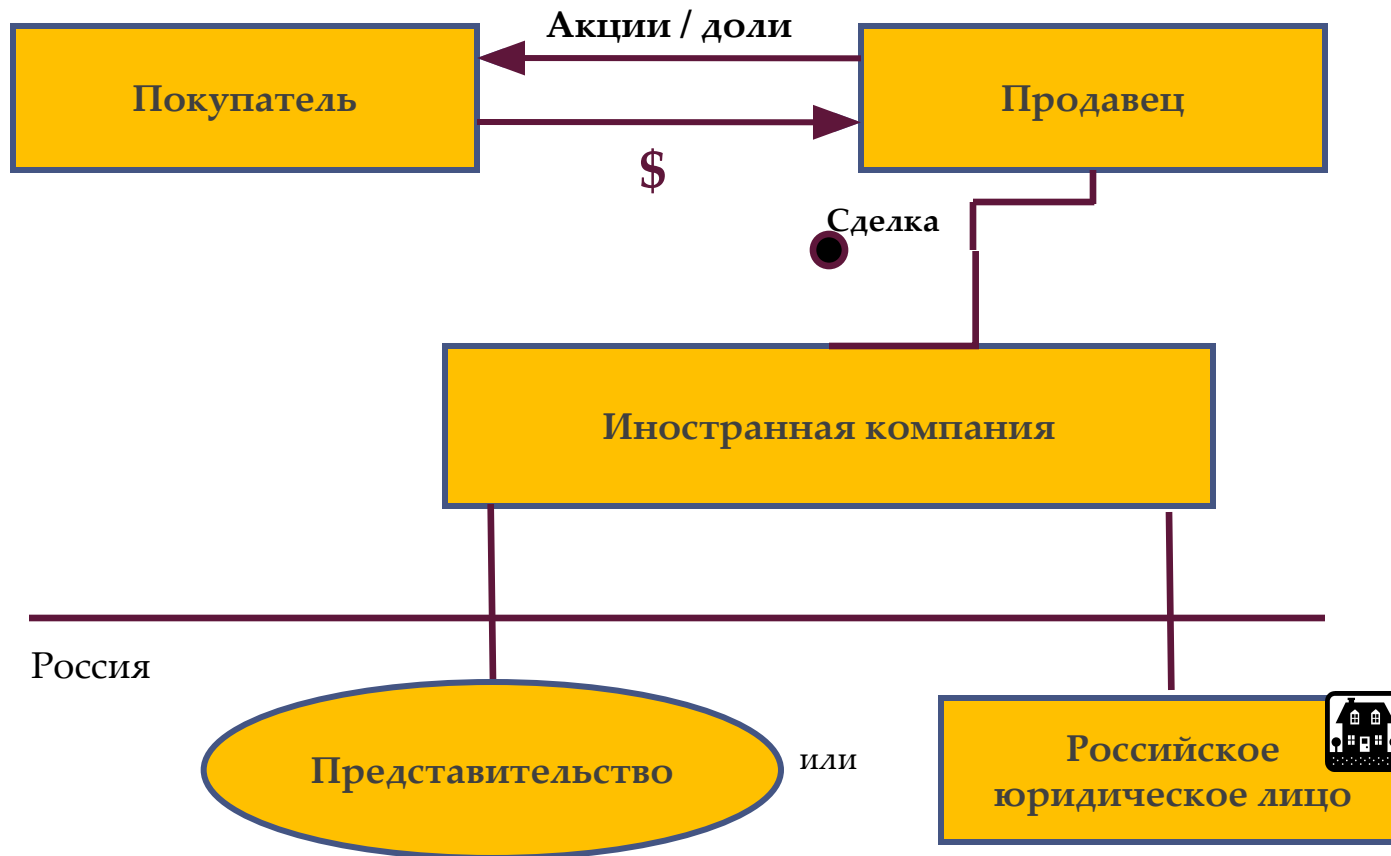 Акции / доли
Покупатель
Продавец
$
Сделка
Иностранная компания
Россия
Представительство
или
Российское
юридическое лицо